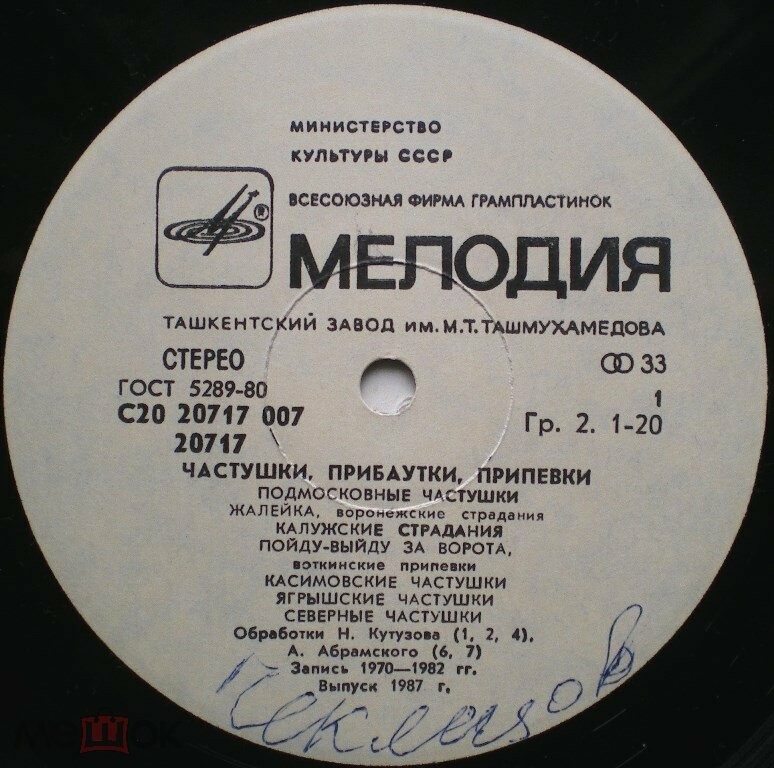 МИНИСТЕРСТВО
КУЛЬТУРЫ СССР
ВСЕСОЮЗНАЯ ФИРМА ГРАМПЛАСТИНОК
®
МЕЛОДИЯ
ТАШКЕНТСКИЙ ЗАВОД ИМ. М.Т. ТАШМУХАМЕДОВА
СТЕРЕО
33
ГОСТ 5289-80
1
С20 20717 007
Гр. 2. 1-20
20717
ЧАСТУШКИ, ПРИБАУТКИ, ПРИПЕВКИ
ПОДМОСКОВНЫЕ ЧАСТУШКИ
ЖАЛЕЙКА, воронежские страдания
КАЛУЖСКИЕ СТРАДАНИЯ
ПОЙДУ-ВЫЙДУ ЗА ВОРОТА,
воткинские припевки
КАСИМОВСКИЕ ЧАСТУШКИ
ЯГРЫШСКИЕ ЧАСТУШКИ
СЕВЕРНЫЕ ЧАСТУШКИ
Обработки Н. Кутузова (1, 2, 4),
А. Абрамского (6, 7)
Запись 1970—1982 гг.
Выпуск 1987 г.
мешок